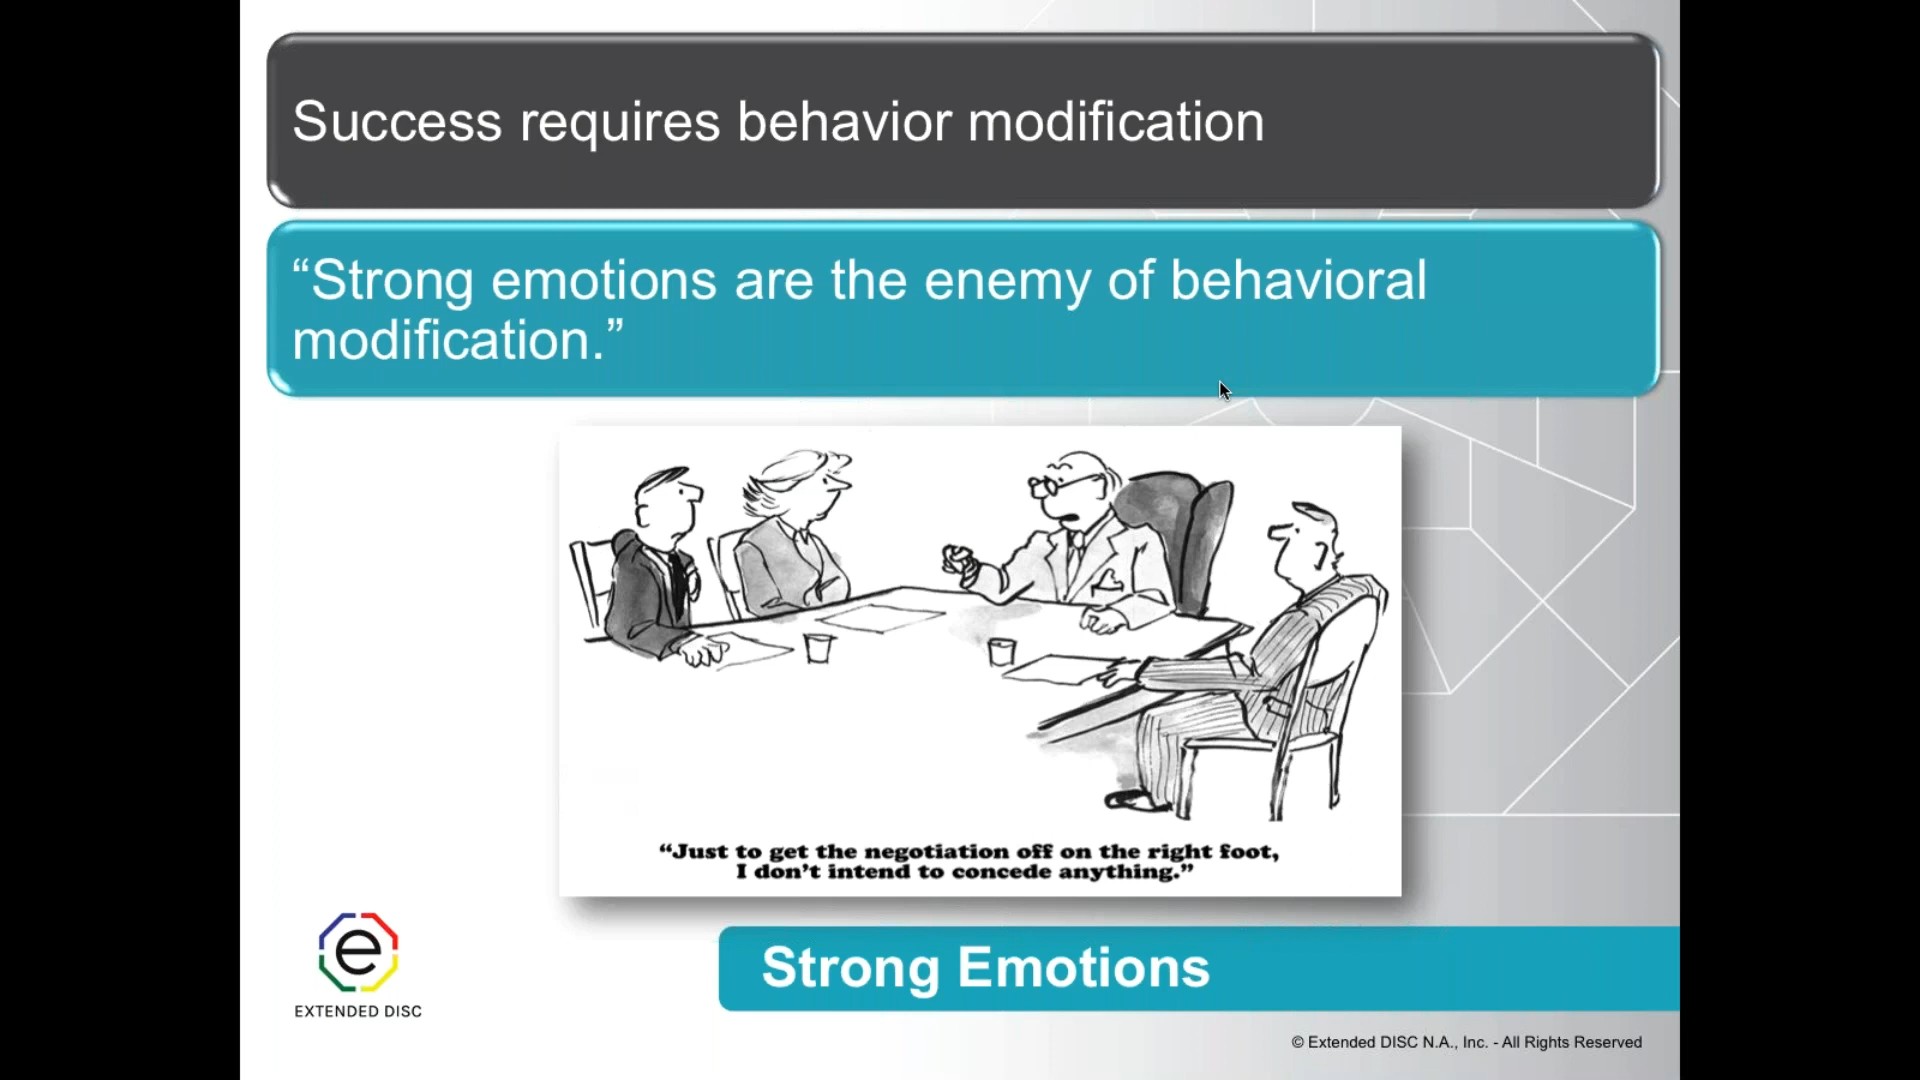 Success requires behavior modification
“Strong emotions are the enemy of behavioral
modification.”
“Just to get the negotiation off on the right foot,
I don’t intend to concede anything.”
e
EXTENDED DISC
Strong Emotions
© Extended DISC N.A., Inc. - All Rights Reserved